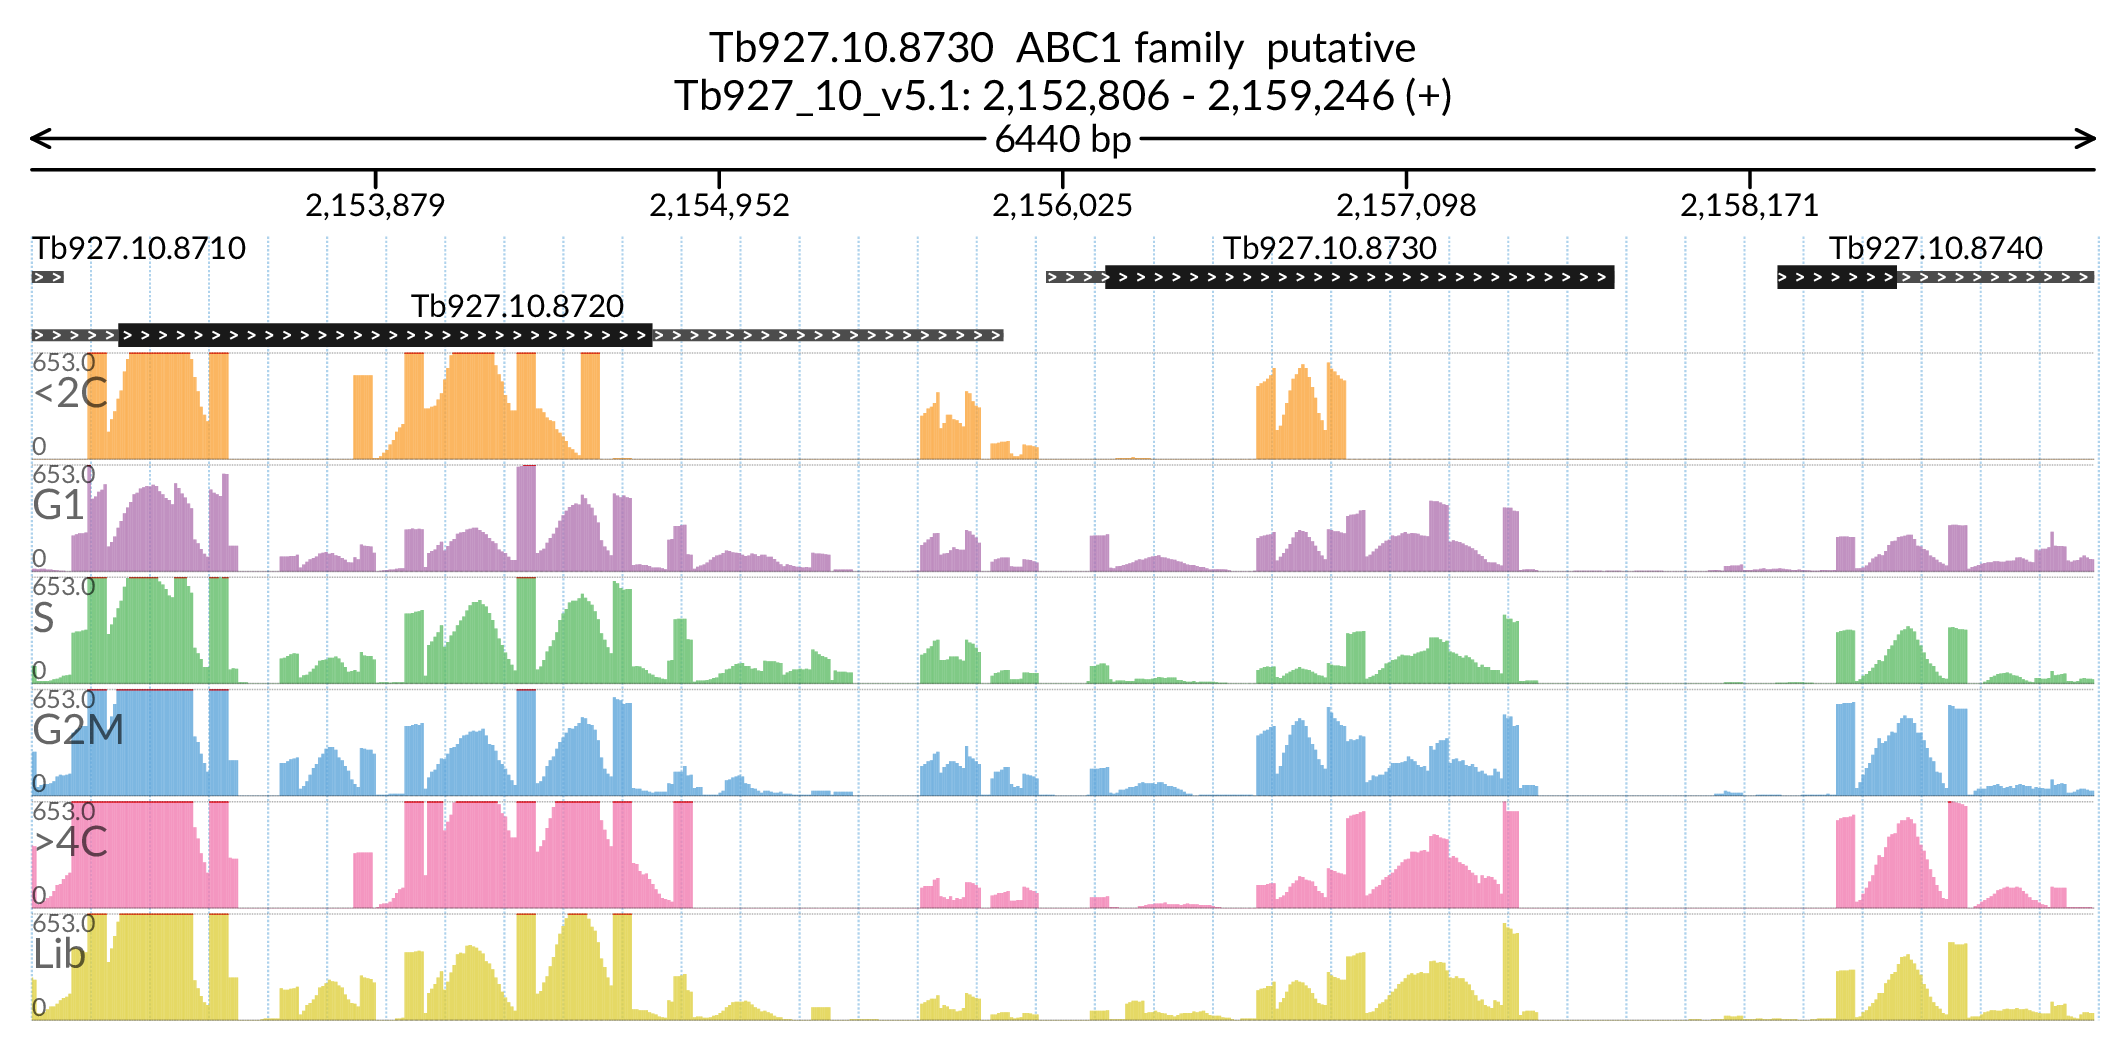 Tb927.10.8730  ABC1 family  putative
Tb927_10_v5.1: 2,152,806 - 2,159,246 (+)
6440 bp
2,153,879 2,154,952 2,156,025 2,157,098 2,158,171
Tb927.10.8710 Tb927.10.8730 Tb927.10.8740
Tb927.10.8720
653.0
<2C
0
653.0
G1
0
653.0
S
0
653.0
G2M
0
653.0
>4C
0
653.0
Lib
0